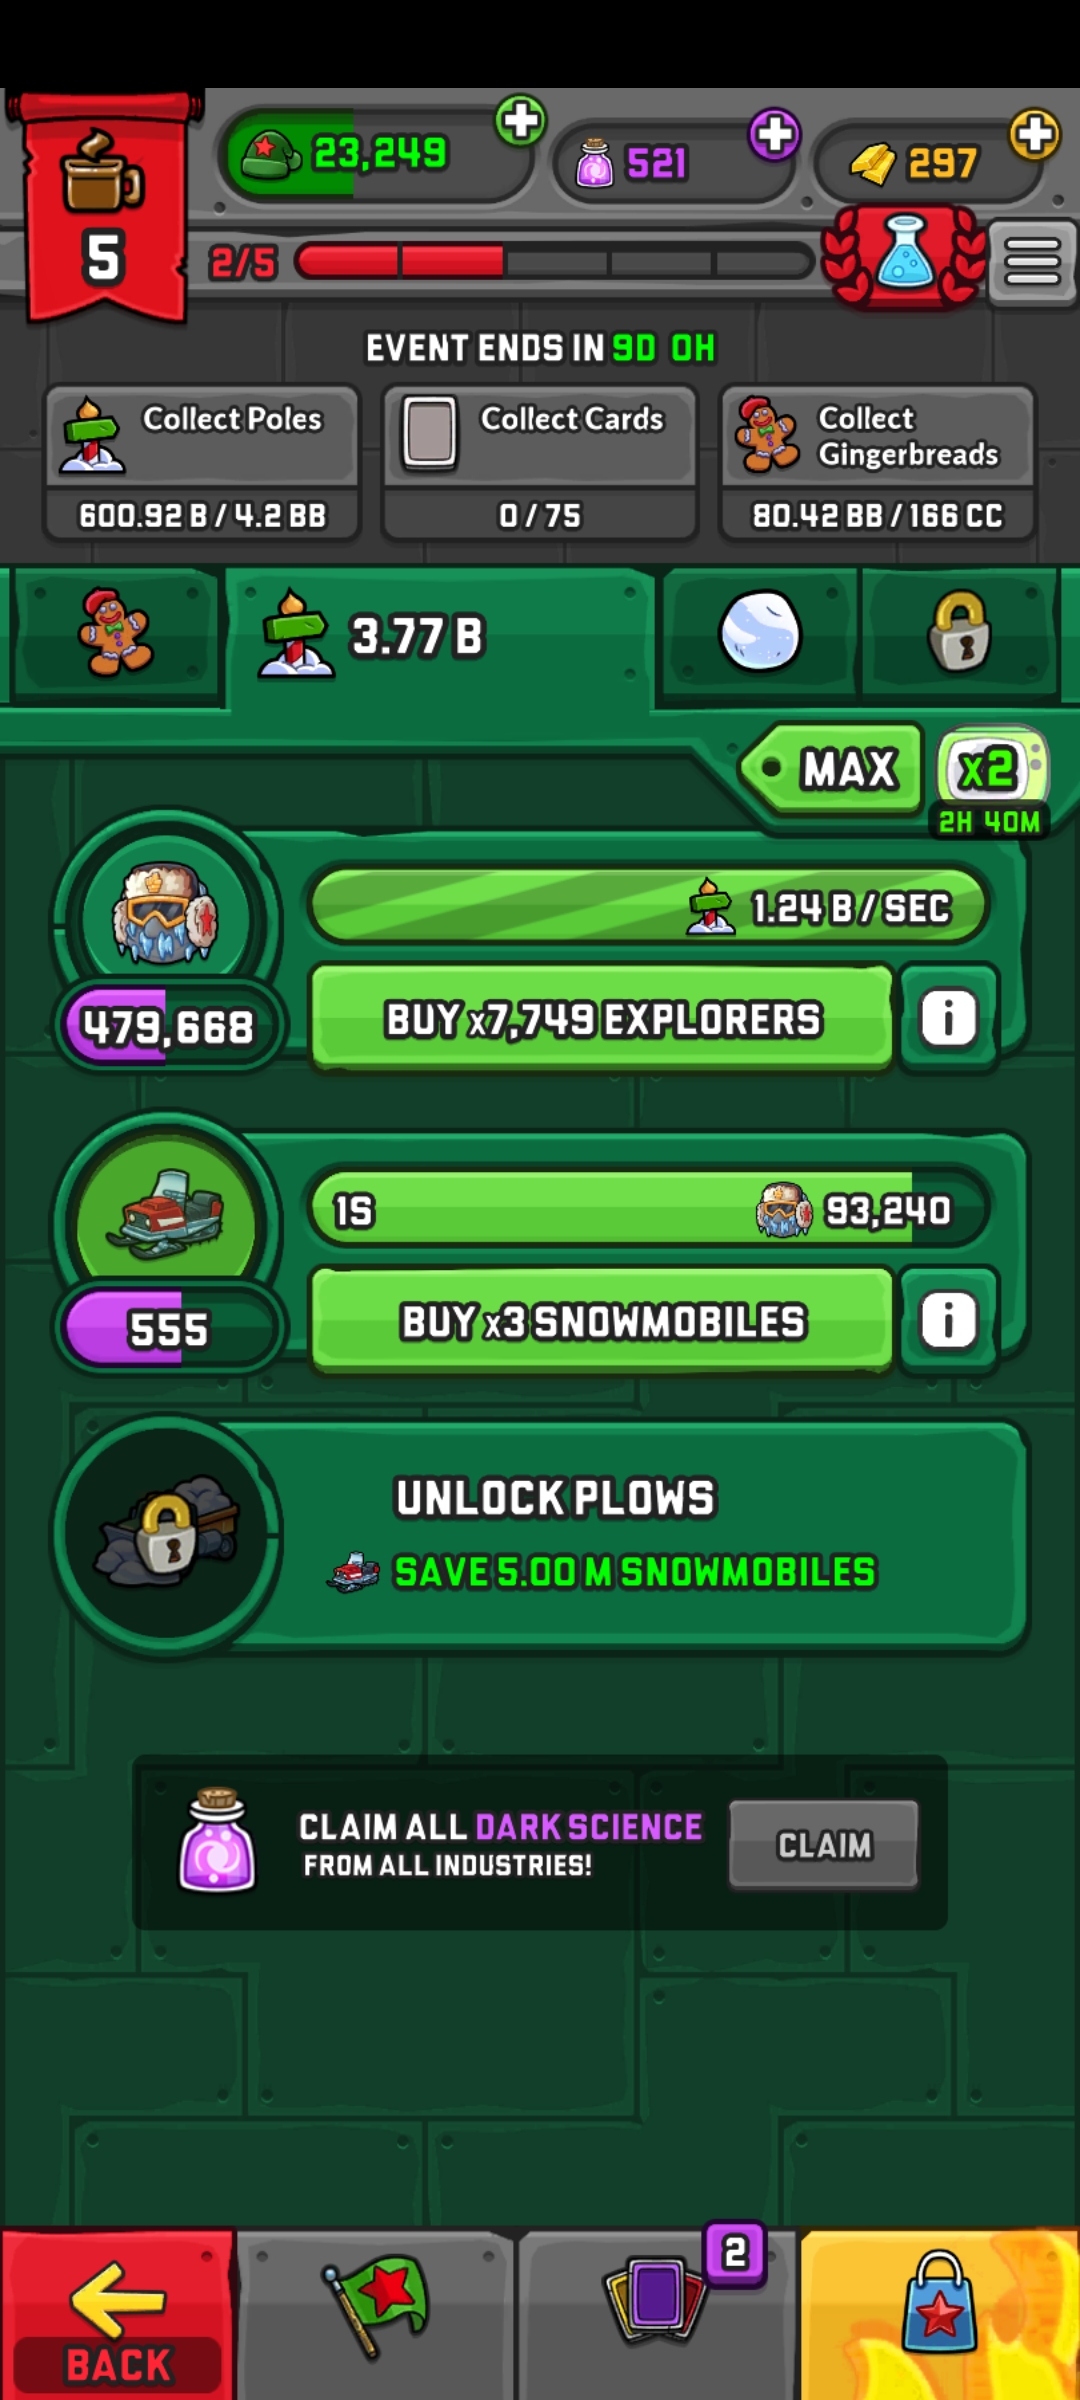 23,249
521
297
5
2/5
EVENT ENDS IN 9D 0H
Collect Poles
600.92 B / 4.2 BB
Collect Cards
0 / 75
Collect
Gingerbreads
80.42 BB / 166 CC
3.77 B
MAX
x2
2H 40M
1.24 B / SEC
479,668
BUY x7,749 EXPLORERS
i
1S
93,240
555
BUY x3 SNOWMOBILES
i
UNLOCK PLOWS
SAVE 5.00 M SNOWMOBILES
CLAIM ALL DARK SCIENCE
FROM ALL INDUSTRIES!
CLAIM
2
BACK